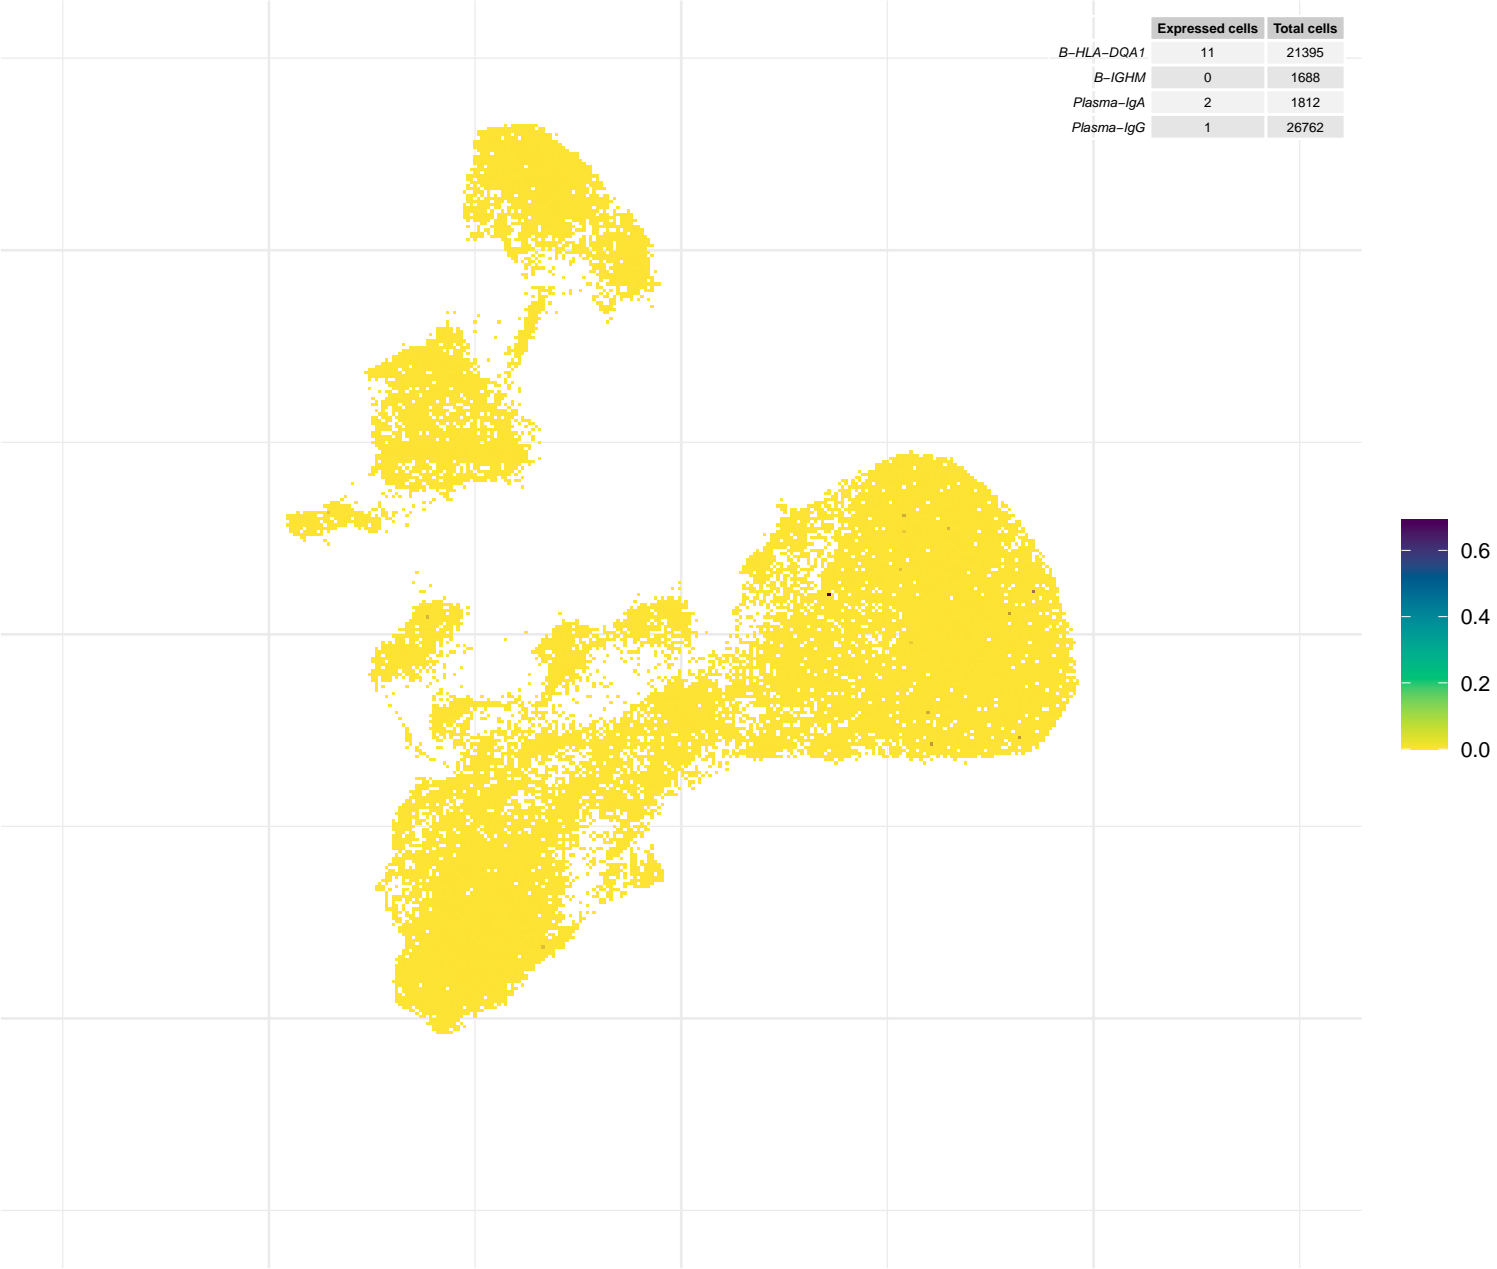 Expressed cells Total cells
B−HLA−DQA1 11 21395
B−IGHM 0 1688
Plasma−IgA 2 1812
Plasma−IgG 1 26762
0.6
0.4
0.2
0.0